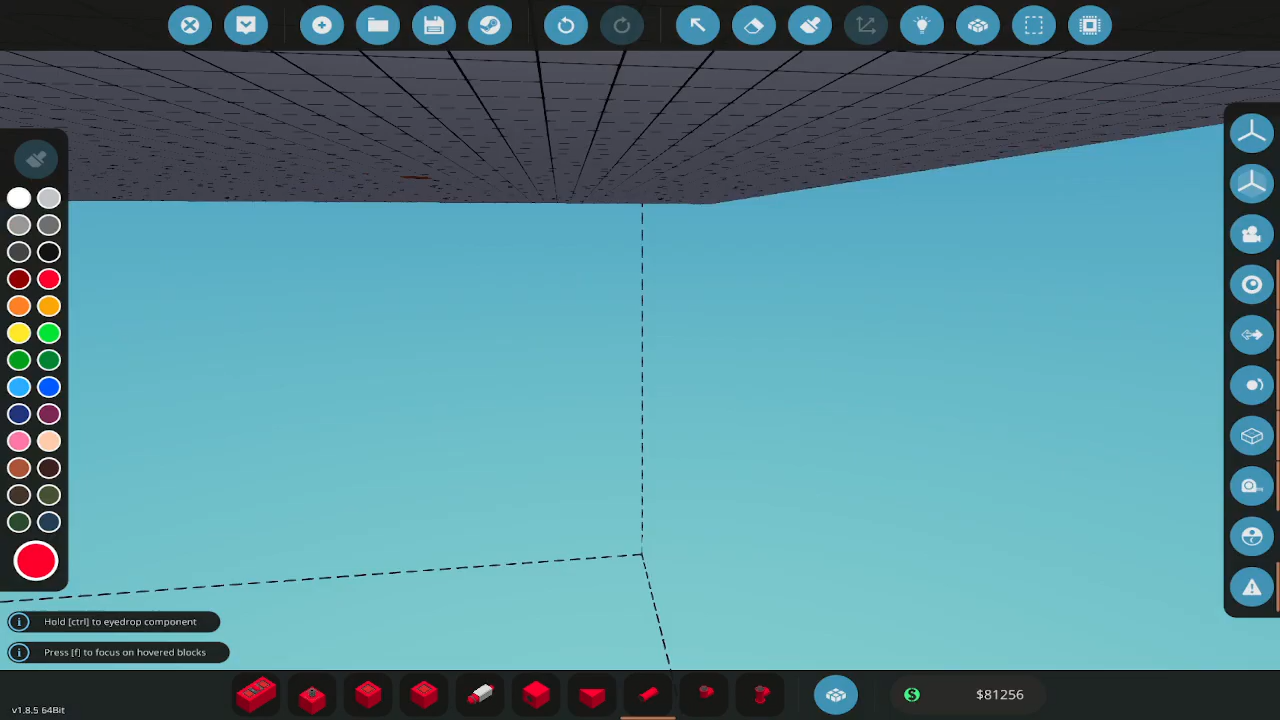 Hold [ctrl] to eyedrop component
Press [f] to focus on hovered blocks
$81256
v1.8.5 64Bit